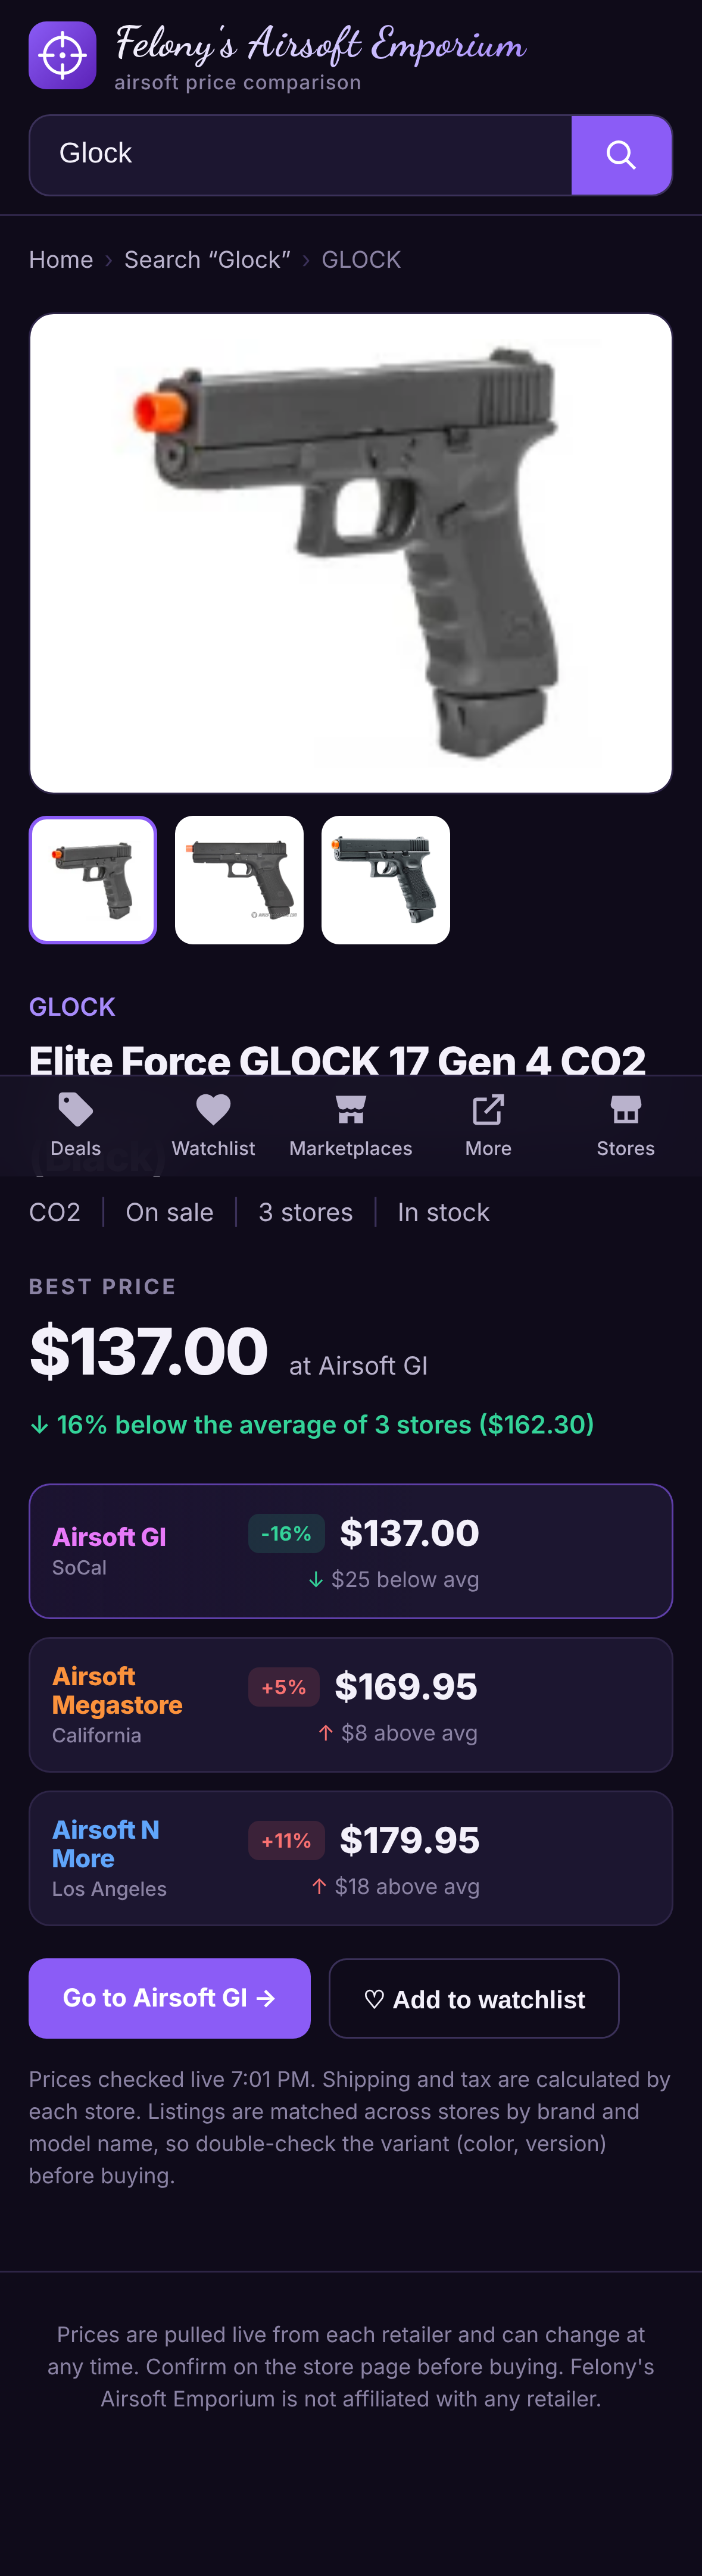 Felony's Airsoft Emporium
airsoft price comparison
Glock
Home › Search “Glock” › GLOCK
GLOCK
Elite Force GLOCK 17 Gen 4 CO2
Deals Watchlist Marketplaces More Stores
(Black)
CO2 | On sale | 3 stores | In stock
BEST PRICE
$137.00 at Airsoft GI
↓ 16% below the average of 3 stores ($162.30)
Airsoft GI
SoCal
-16% $137.00
↓ $25 below avg
Airsoft
Megastore
California
+5% $169.95
↑ $8 above avg
Airsoft N
More
Los Angeles
+11% $179.95
↑ $18 above avg
Go to Airsoft GI → ♡ Add to watchlist
Prices checked live 7:01 PM. Shipping and tax are calculated by
each store. Listings are matched across stores by brand and
model name, so double-check the variant (color, version)
before buying.
Prices are pulled live from each retailer and can change at
any time. Confirm on the store page before buying. Felony's
Airsoft Emporium is not affiliated with any retailer.